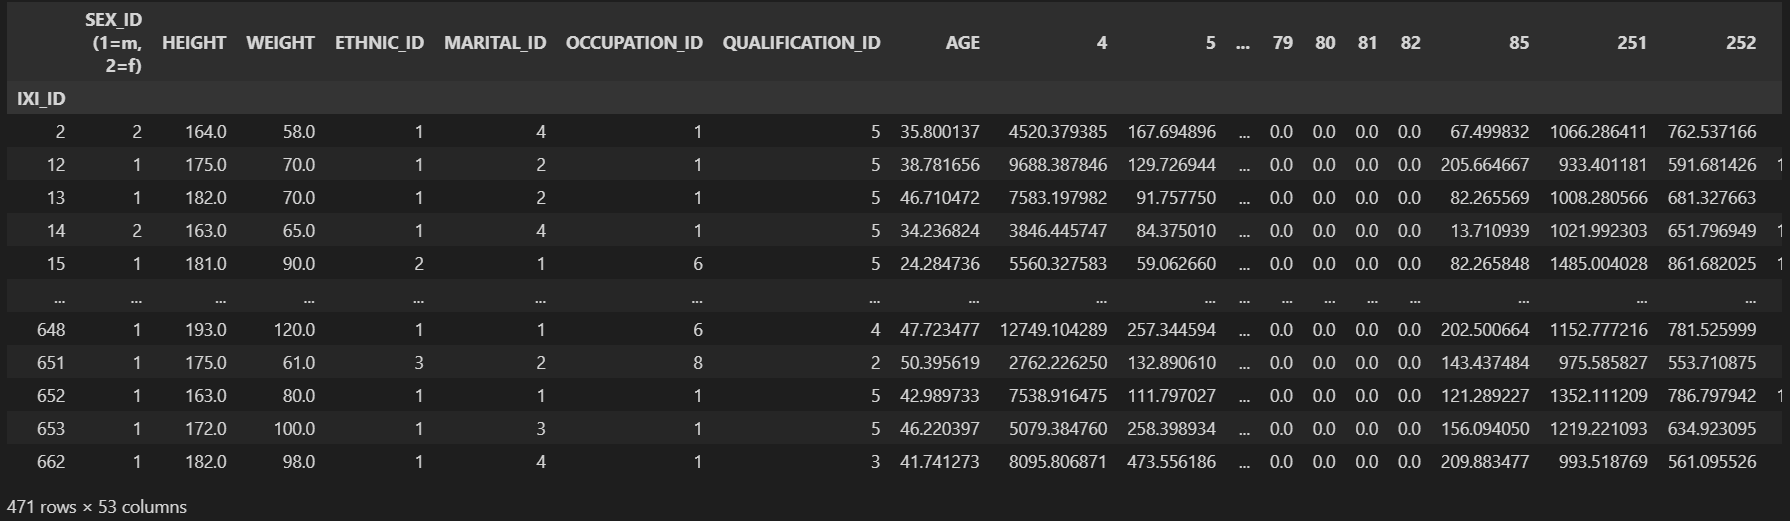 SEX_ID (1=m, 2=f) HEIGHT WEIGHT ETHNIC_ID MARITAL_ID OCCUPATION_ID QUALIFICATION_ID AGE 4 5 ... 79 80 81 82 85 251 252
IXI_ID
2 2 164.0 58.0 1 4 1 5 35.800137 4520.379385 167.694896 ... 0.0 0.0 0.0 0.0 67.499832 1066.286411 762.537166
12 1 175.0 70.0 1 2 1 5 38.781656 9688.387846 129.726944 ... 0.0 0.0 0.0 0.0 205.664667 933.401181 591.681426 1
13 1 182.0 70.0 1 2 1 5 46.710472 7583.197982 91.757750 ... 0.0 0.0 0.0 0.0 82.265569 1008.280566 681.327663
14 2 163.0 65.0 1 4 1 5 34.236824 3846.445747 84.375010 ... 0.0 0.0 0.0 0.0 13.710939 1021.992303 651.796949 1
15 1 181.0 90.0 2 1 6 5 24.284736 5560.327583 59.062660 ... 0.0 0.0 0.0 0.0 82.265848 1485.004028 861.682025 1
... ... ... ... ... ... ... ... ... ... ... ... ... ... ... ... ... ... ...
648 1 193.0 120.0 1 1 6 4 47.723477 12749.104289 257.344594 ... 0.0 0.0 0.0 0.0 202.500664 1152.777216 781.525999
651 1 175.0 61.0 3 2 8 2 50.395619 2762.226250 132.890610 ... 0.0 0.0 0.0 0.0 143.437484 975.585827 553.710875
652 1 163.0 80.0 1 1 1 5 42.989733 7538.916475 111.797027 ... 0.0 0.0 0.0 0.0 121.289227 1352.111209 786.797942 1
653 1 172.0 100.0 1 3 1 5 46.220397 5079.384760 258.398934 ... 0.0 0.0 0.0 0.0 156.094050 1219.221093 634.923095
662 1 182.0 98.0 1 4 1 3 41.741273 8095.806871 473.556186 ... 0.0 0.0 0.0 0.0 209.883477 993.518769 561.095526
471 rows × 53 columns